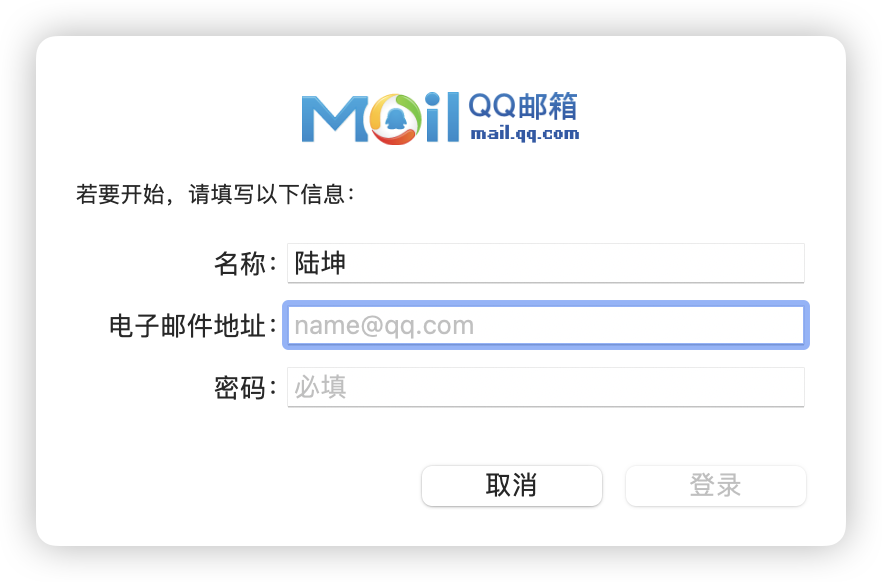 Mail QQ邮箱
mail.qq.com
若要开始，请填写以下信息：
名称： 陆坤
电子邮件地址： name@qq.com
密码： 必填
取消 登录